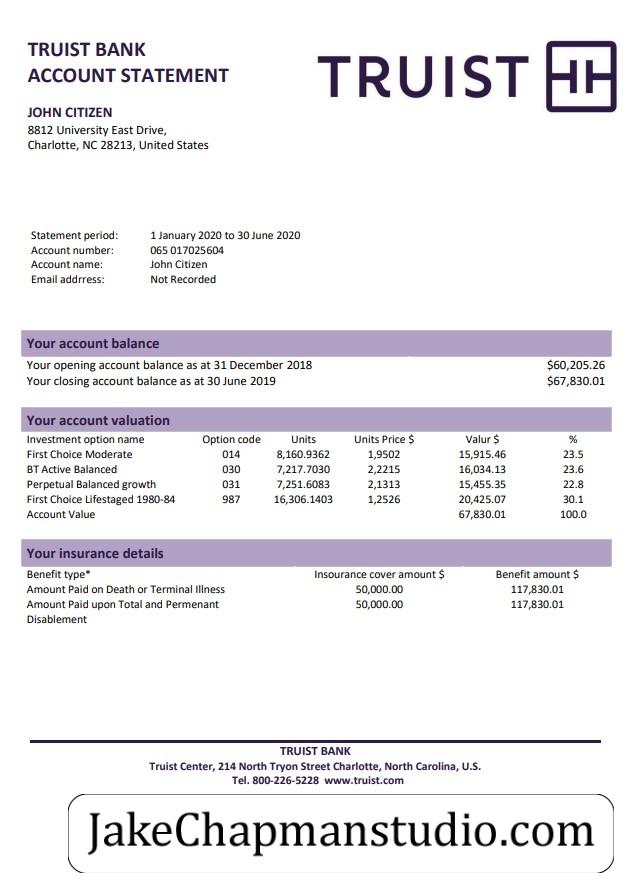 TRUIST BANK
ACCOUNT STATEMENT
TRUIST
JOHN CITIZEN
8812 University East Drive,
Charlotte, NC 28213, United States
Statement period: 1 January 2020 to 30 June 2020
Account number: 065 017025604
Account name: John Citizen
Email addrress: Not Recorded
Your account balance
Your opening account balance as at 31 December 2018 $60,205.26
Your closing account balance as at 30 June 2019 $67,830.01
Your account valuation
Investment option name Option code Units Units Price $ Valur $ %
First Choice Moderate 014 8,160.9362 1,9502 15,915.46 23.5
BT Active Balanced 030 7,217.7030 2,2215 16,034.13 23.6
Perpetual Balanced growth 031 7,251.6083 2,1313 15,455.35 22.8
First Choice Lifestaged 1980-84 987 16,306.1403 1,2526 20,425.07 30.1
Account Value 67,830.01 100.0
Your insurance details
Benefit type* Insourance cover amount $ Benefit amount $
Amount Paid on Death or Terminal Illness 50,000.00 117,830.01
Amount Paid upon Total and Permenant 50,000.00 117,830.01
Disablement
TRUIST BANK
Truist Center, 214 North Tryon Street Charlotte, North Carolina, U.S.
Tel. 800-226-5228 www.truist.com
JakeChapmanstudio.com